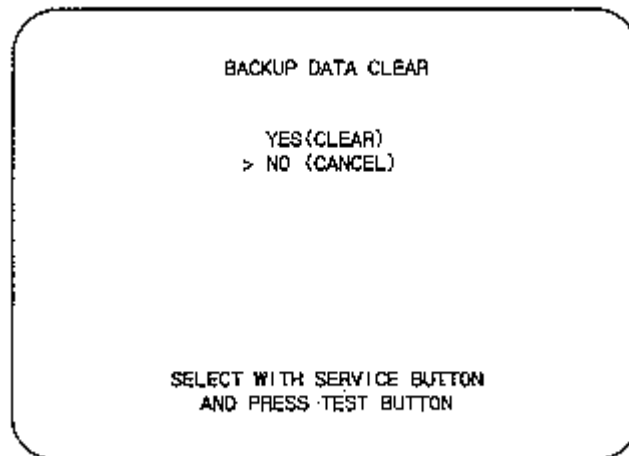 BACKUP DATA CLEAR
YES(CLEAR)
> NO (CANCEL)
SELECT WITH SERVICE BUTTON
AND PRESS TEST BUTTON